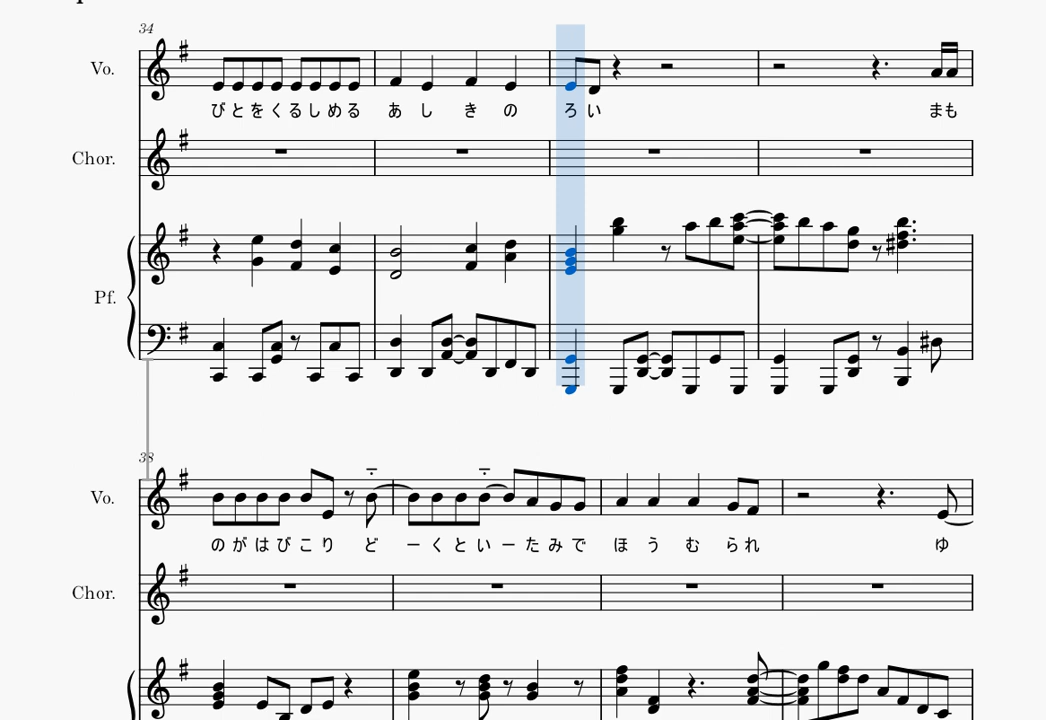 34
Vo.
びとをくるしめる あしきの ろい まも
Chor.
Pf.
38
Vo.
のがはびこり どーくといーたみで ほうむられ ゆ
Chor.